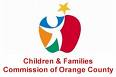 Children & Families
Commission of Orange County